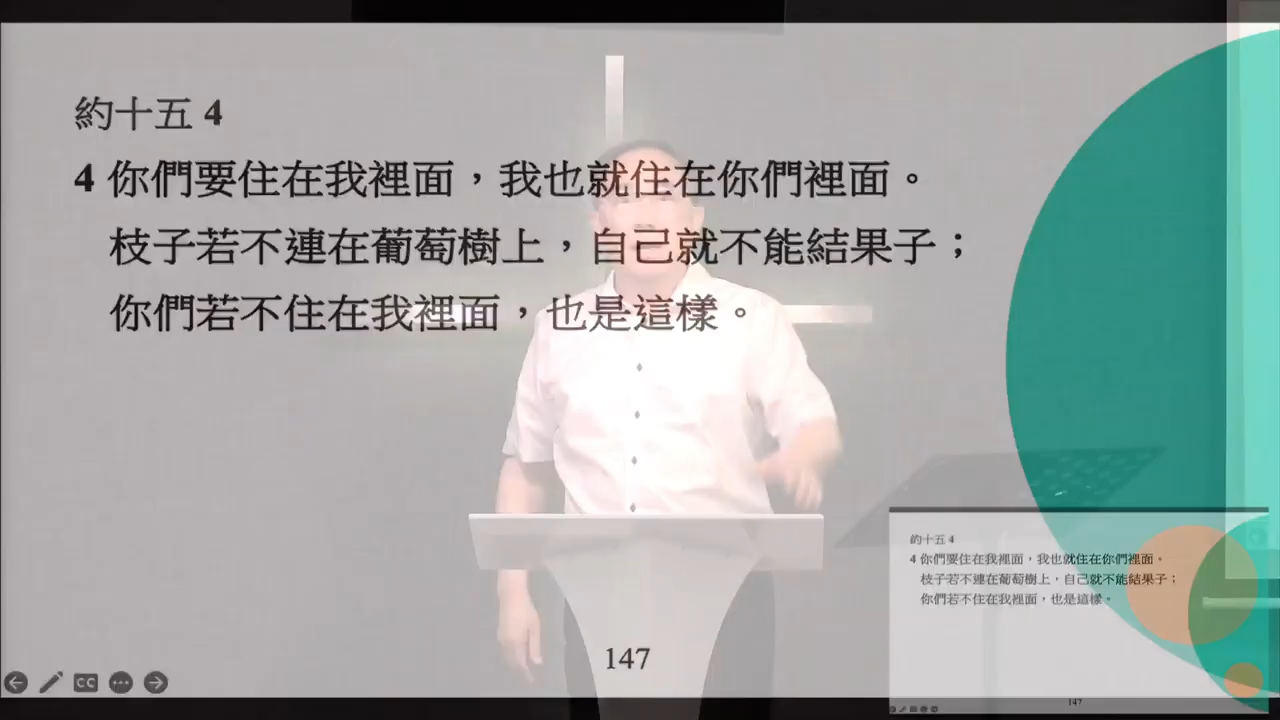 約十五 4
4 你們要住在我裡面，我也就住在你們裡面。
枝子若不連在葡萄樹上，自己就不能結果子；
你們若不住在我裡面，也是這樣。
147
CC
約十五 4
4 你們要住在我裡面，我也就住在你們裡面。
枝子若不連在葡萄樹上，自己就不能結果子；
你們若不住在我裡面，也是這樣。
147